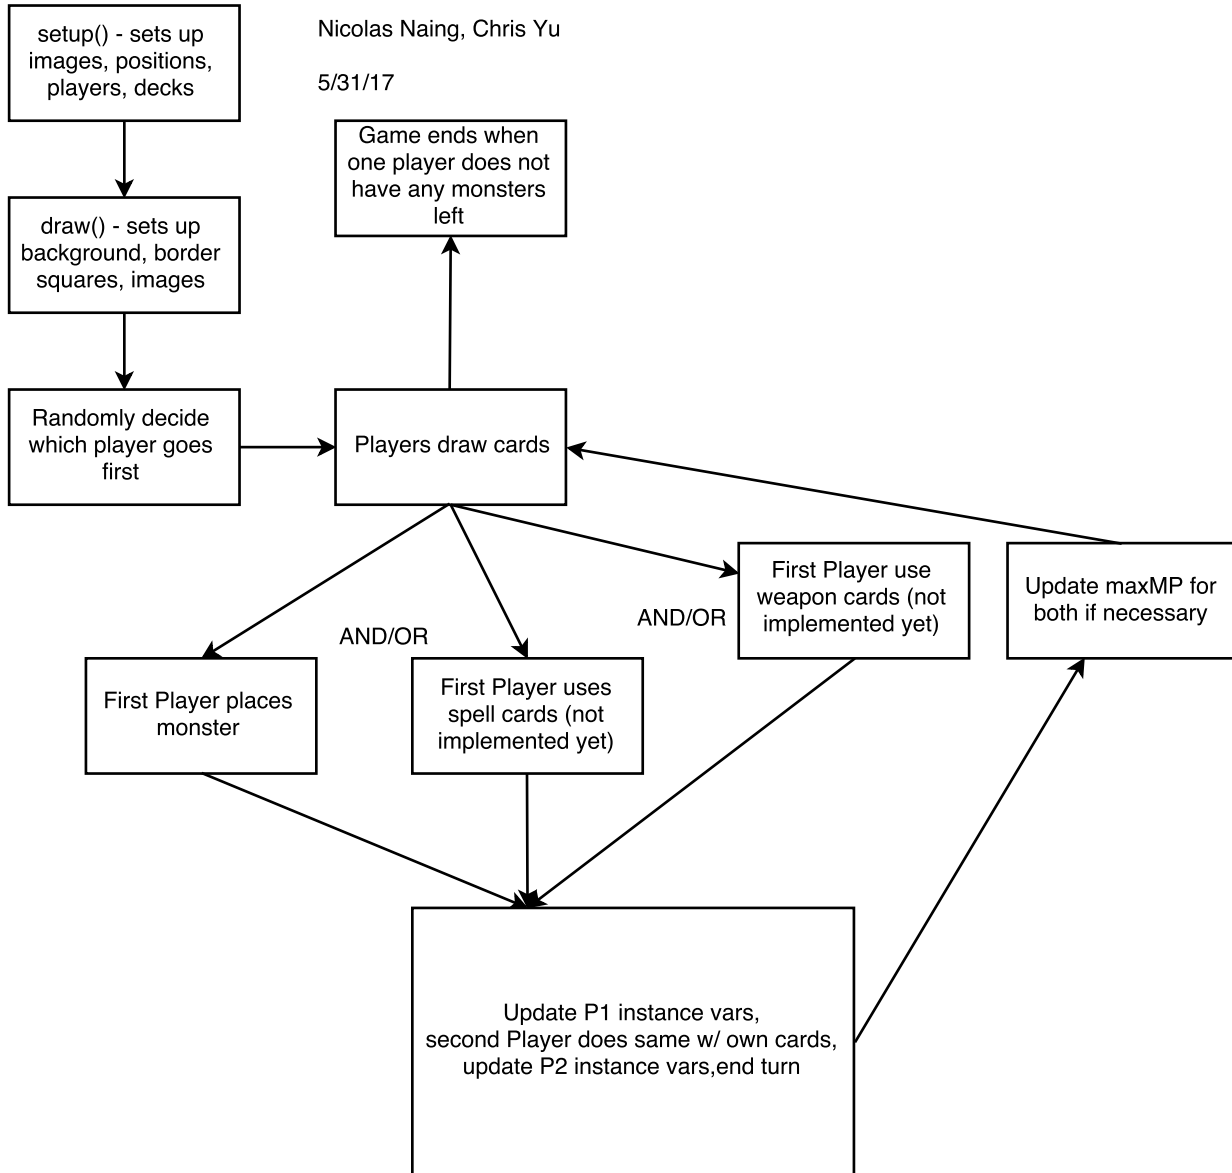 setup() - sets up
images, positions,
players, decks
Nicolas Naing, Chris Yu
5/31/17
Game ends when
one player does not
have any monsters
left
draw() - sets up
background, border
squares, images
Randomly decide
which player goes
first
Players draw cards
First Player use
weapon cards (not
implemented yet)
Update maxMP for
both if necessary
AND/OR
AND/OR
First Player places
monster
First Player uses
spell cards (not
implemented yet)
Update P1 instance vars,
second Player does same w/ own cards,
update P2 instance vars,end turn